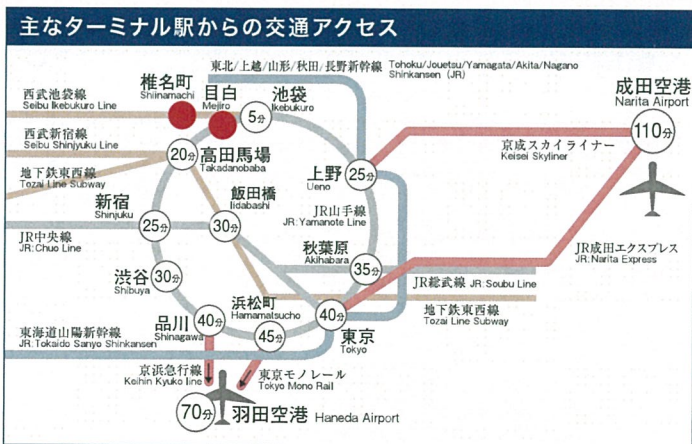 主なターミナル駅からの交通アクセス
東北/上越/山形/秋田/長野新幹線 Tohoku/Jouetsu/Yamagata/Akita/Nagano
Shinkansen (JR)
椎名町
Shiinamachi
目白
Mejiro
池袋
Ikebukuro
5分
西武池袋線
Seibu Ikebukuro Line
成田空港
Narita Airport
110分
西武新宿線
Seibu Shinjyuku Line
京成スカイライナー
Keisei Skyliner
20分
高田馬場
Takadanobaba
地下鉄東西線
Tozai Line Subway
上野
Ueno
25分
飯田橋
Iidabashi
新宿
Shinjuku
JR山手線
JR:Yamanote Line
25分
30分
JR中央線
JR:Chuo Line
秋葉原
Akihabara
JR成田エクスプレス
JR:Narita Express
35分
渋谷
Shibuya
30分
JR総武線 JR:Soubu Line
浜松町
Hamamatsucho
地下鉄東西線
Tozai Line Subway
品川
Shinagawa
40分
45分
40分
東京
Tokyo
東海道山陽新幹線
JR:Tokaido Sanyo Shinkansen
京浜急行線
Keihin Kyuko line
東京モノレール
Tokyo Mono Rail
70分
羽田空港 Haneda Airport